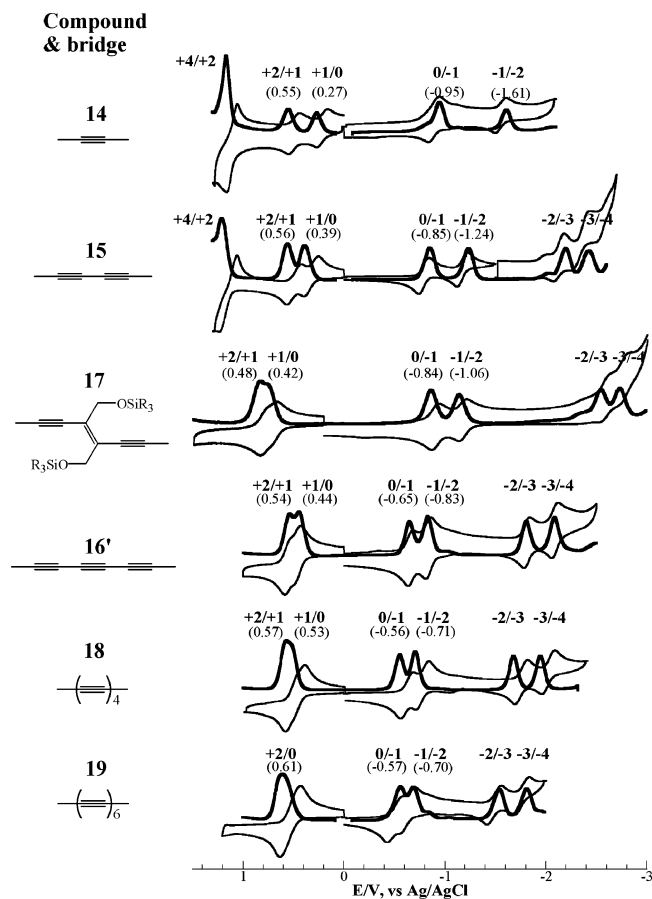 Compound
& bridge
+4/+2 +2/+1 +1/0 0/-1 -1/-2
(0.55) (0.27) (-0.95) (-1.61)
14
+4/+2 +2/+1 +1/0 0/-1 -1/-2 -2/-3 -3/-4
(0.56) (0.39) (-0.85) (-1.24)
15
+2/+1 +1/0 0/-1 -1/-2 -2/-3 -3/-4
(0.48) (0.42) (-0.84) (-1.06)
17
OSiR3
R3SiO
+2/+1 +1/0 0/-1 -1/-2 -2/-3 -3/-4
(0.54) (0.44) (-0.65) (-0.83)
16'
+2/+1 +1/0 0/-1 -1/-2 -2/-3 -3/-4
(0.57) (0.53) (-0.56) (-0.71)
18
( )4
+2/0 0/-1 -1/-2 -2/-3 -3/-4
(0.61) (-0.57) (-0.70)
19
( )6
1 0 -1 -2 -3
E/V, vs Ag/AgCl